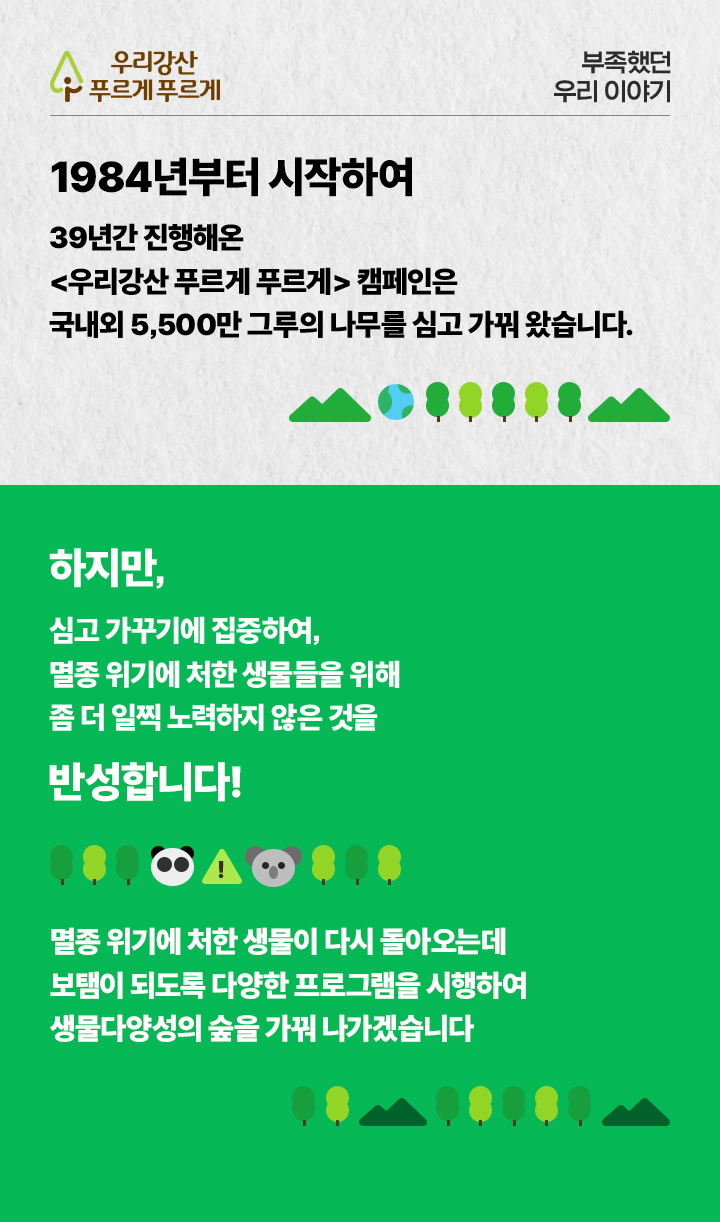 우리강산
푸르게 푸르게
부족했던
우리 이야기
1984년부터 시작하여
39년간 진행해온
<우리강산 푸르게 푸르게> 캠페인은
국내외 5,500만 그루의 나무를 심고 가꿔 왔습니다.
하지만,
심고 가꾸기에 집중하여,
멸종 위기에 처한 생물들을 위해
좀 더 일찍 노력하지 않은 것을
반성합니다!
!
멸종 위기에 처한 생물이 다시 돌아오는데
보탬이 되도록 다양한 프로그램을 시행하여
생물다양성의 숲을 가꿔 나가겠습니다